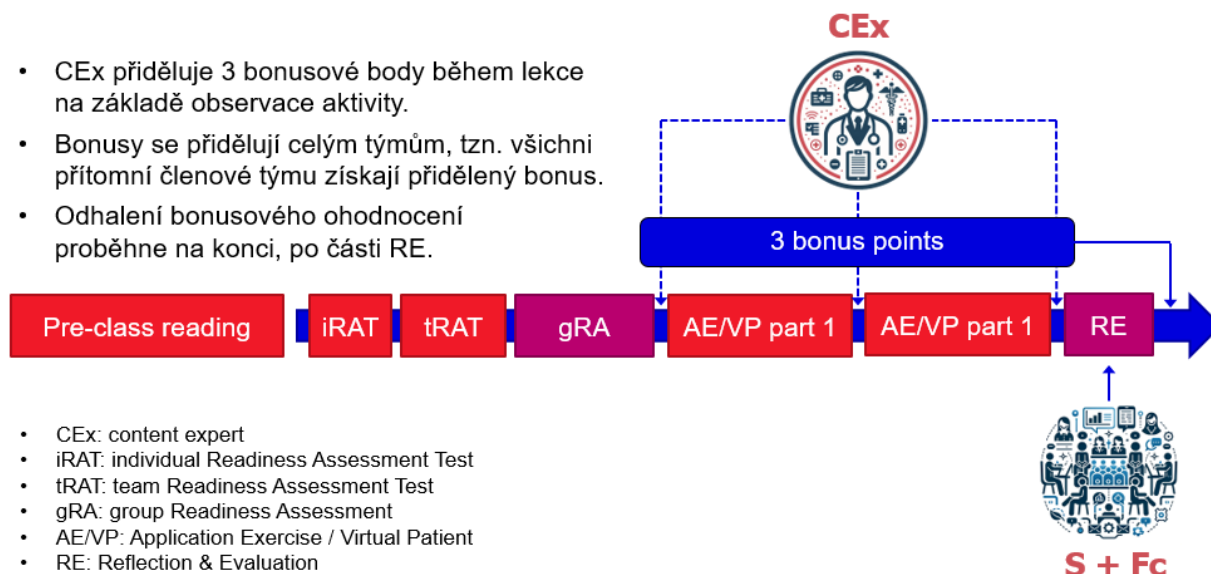 CEx
• CEx přiděluje 3 bonusové body během lekce
na základě observace aktivity.
• Bonusy se přidělují celým týmům, tzn. všichni
přítomní členové týmu získají přidělený bonus.
• Odhalení bonusového ohodnocení
proběhne na konci, po části RE.
3 bonus points
Pre-class reading
iRAT
tRAT
gRA
AE/VP part 1
AE/VP part 1
RE
• CEx: content expert
• iRAT: individual Readiness Assessment Test
• tRAT: team Readiness Assessment Test
• gRA: group Readiness Assessment
• AE/VP: Application Exercise / Virtual Patient
• RE: Reflection & Evaluation
S + Fc